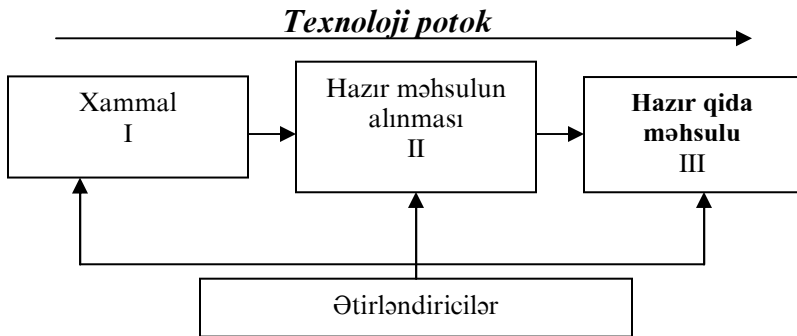 Texnoloji potok
Xammal
I
Hazır məhsulun
alınması
II
Hazır qida
məhsulu
III
Ətirləndiricilər